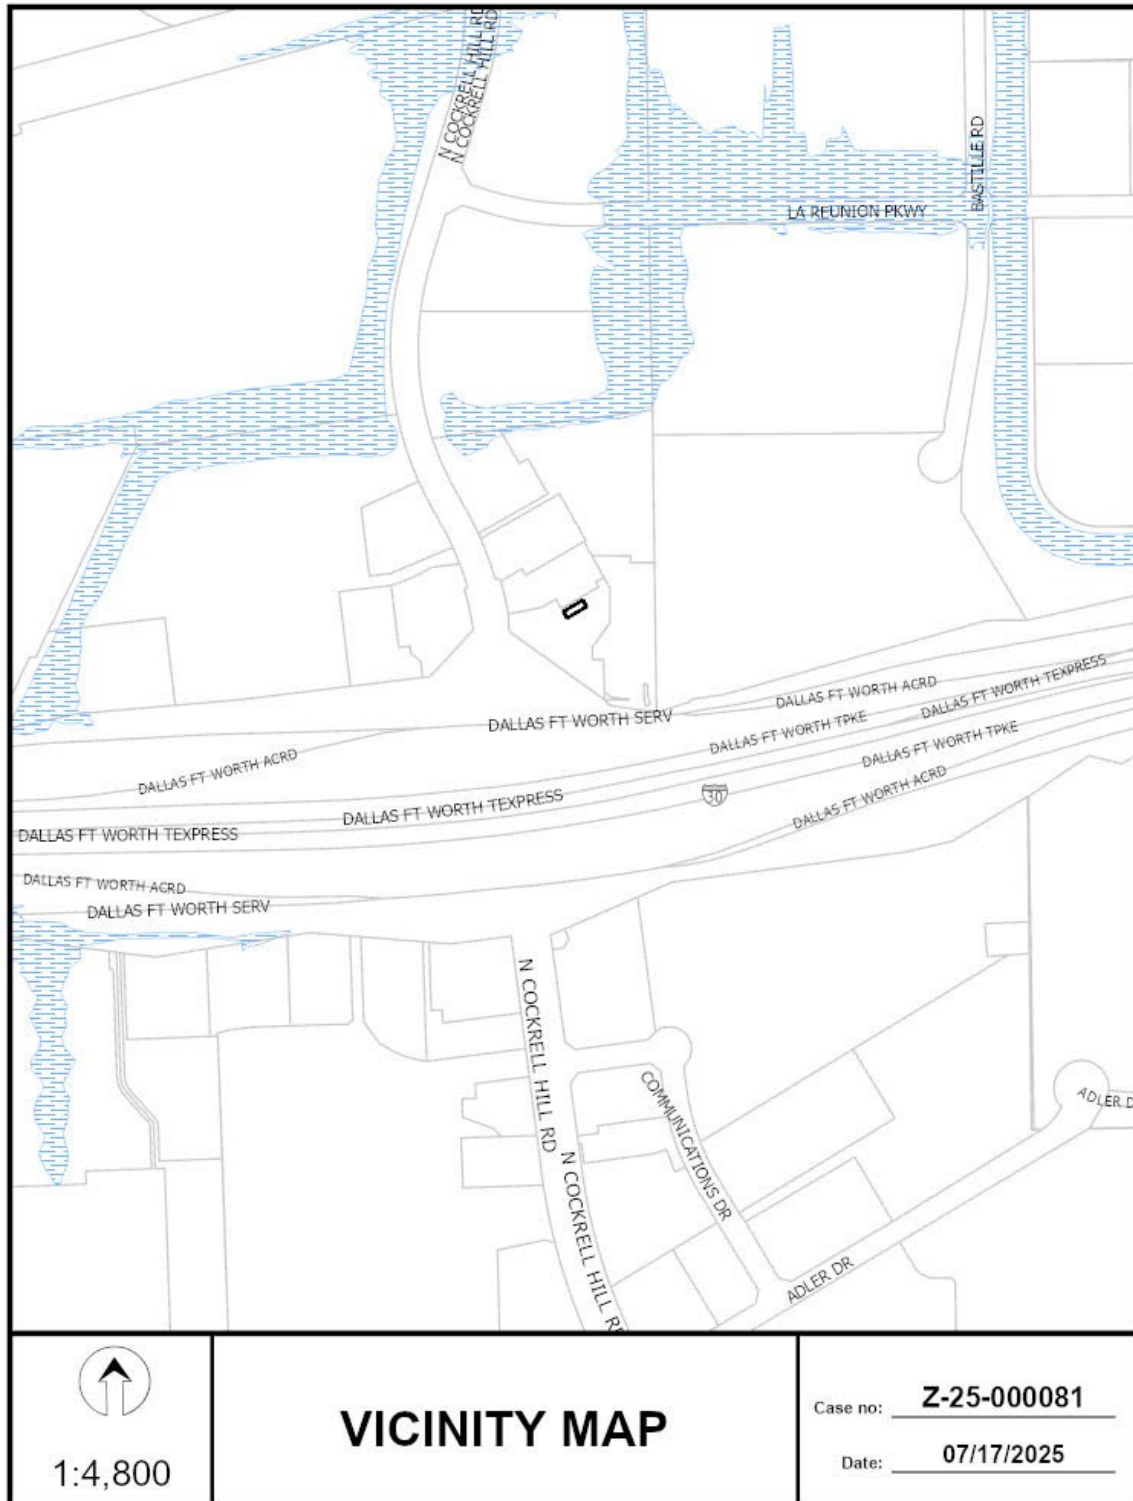 N COCKRELL HILL RD
N COCKRELL HILL RD
BASTILLE RD
LA REUNION PKWY
DALLAS FT WORTH ACRD
DALLAS FT WORTH TEXPRESS
DALLAS FT WORTH SERV
DALLAS FT WORTH TPKE
DALLAS FT WORTH TPKE
DALLAS FT WORTH ACRD
DALLAS FT WORTH ACRD
30
DALLAS FT WORTH TEXPRESS
DALLAS FT WORTH TEXPRESS
DALLAS FT WORTH ACRD
DALLAS FT WORTH SERV
N COCKRELL HILL RD
COMMUNICATIONS DR
ADLER D
N COCKRELL HILL RD
ADLER DR
1:4,800
VICINITY MAP
Case no: Z-25-000081
Date: 07/17/2025